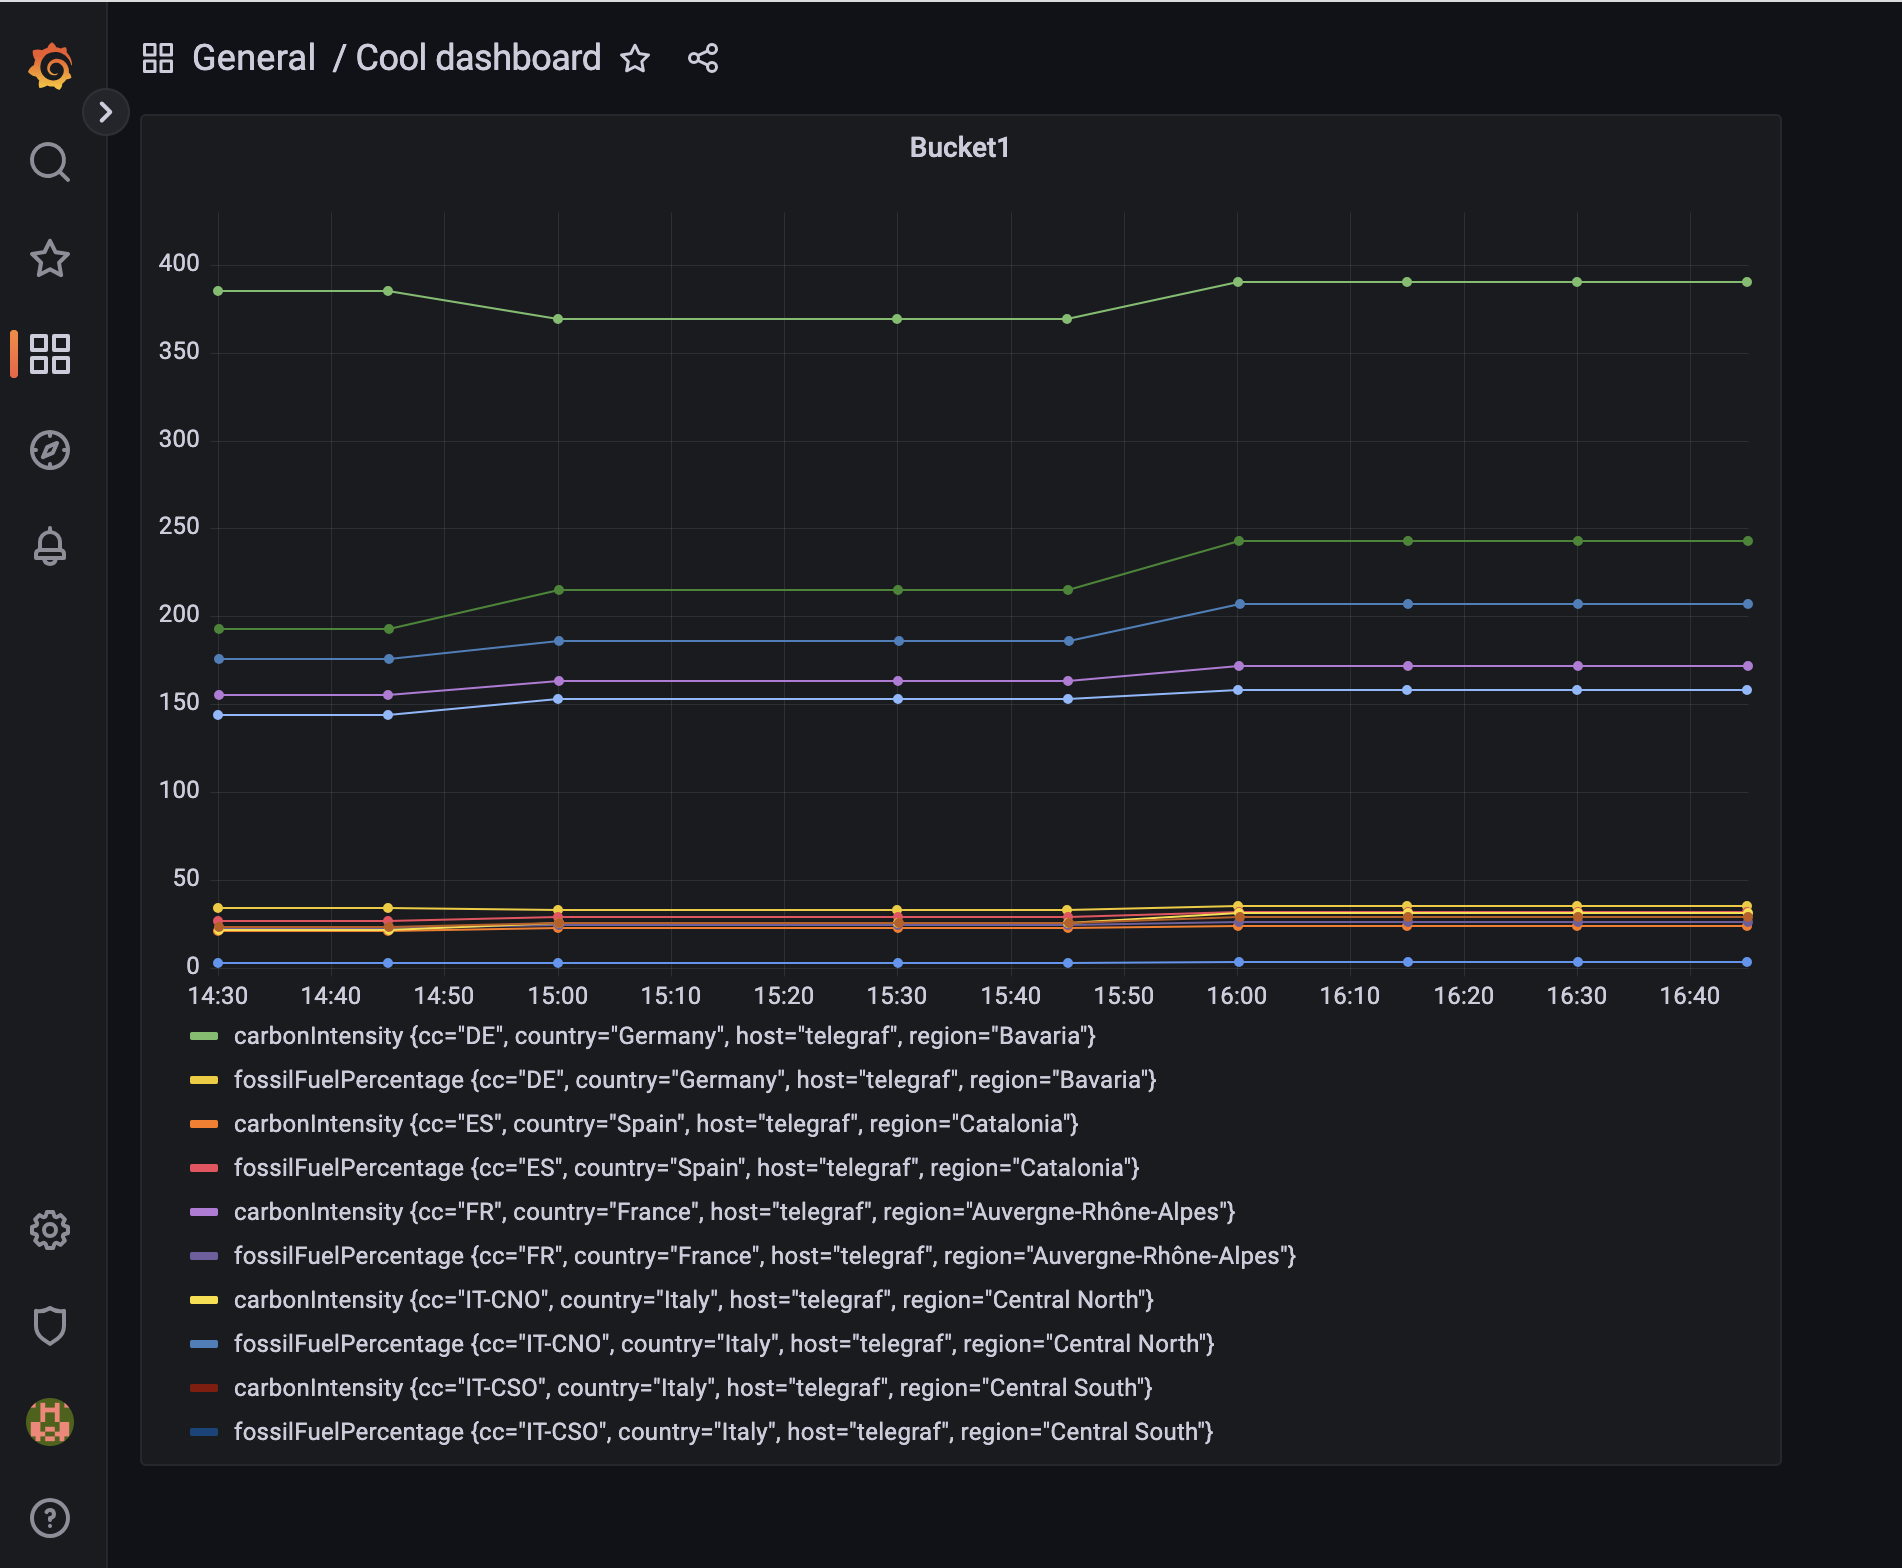 General / Cool dashboard
Bucket1
400
350
300
250
200
150
100
50
0
14:30 14:40 14:50 15:00 15:10 15:20 15:30 15:40 15:50 16:00 16:10 16:20 16:30 16:40
carbonIntensity {cc="DE", country="Germany", host="telegraf", region="Bavaria"}
fossilFuelPercentage {cc="DE", country="Germany", host="telegraf", region="Bavaria"}
carbonIntensity {cc="ES", country="Spain", host="telegraf", region="Catalonia"}
fossilFuelPercentage {cc="ES", country="Spain", host="telegraf", region="Catalonia"}
carbonIntensity {cc="FR", country="France", host="telegraf", region="Auvergne-Rhône-Alpes"}
fossilFuelPercentage {cc="FR", country="France", host="telegraf", region="Auvergne-Rhône-Alpes"}
carbonIntensity {cc="IT-CNO", country="Italy", host="telegraf", region="Central North"}
fossilFuelPercentage {cc="IT-CNO", country="Italy", host="telegraf", region="Central North"}
carbonIntensity {cc="IT-CSO", country="Italy", host="telegraf", region="Central South"}
fossilFuelPercentage {cc="IT-CSO", country="Italy", host="telegraf", region="Central South"}